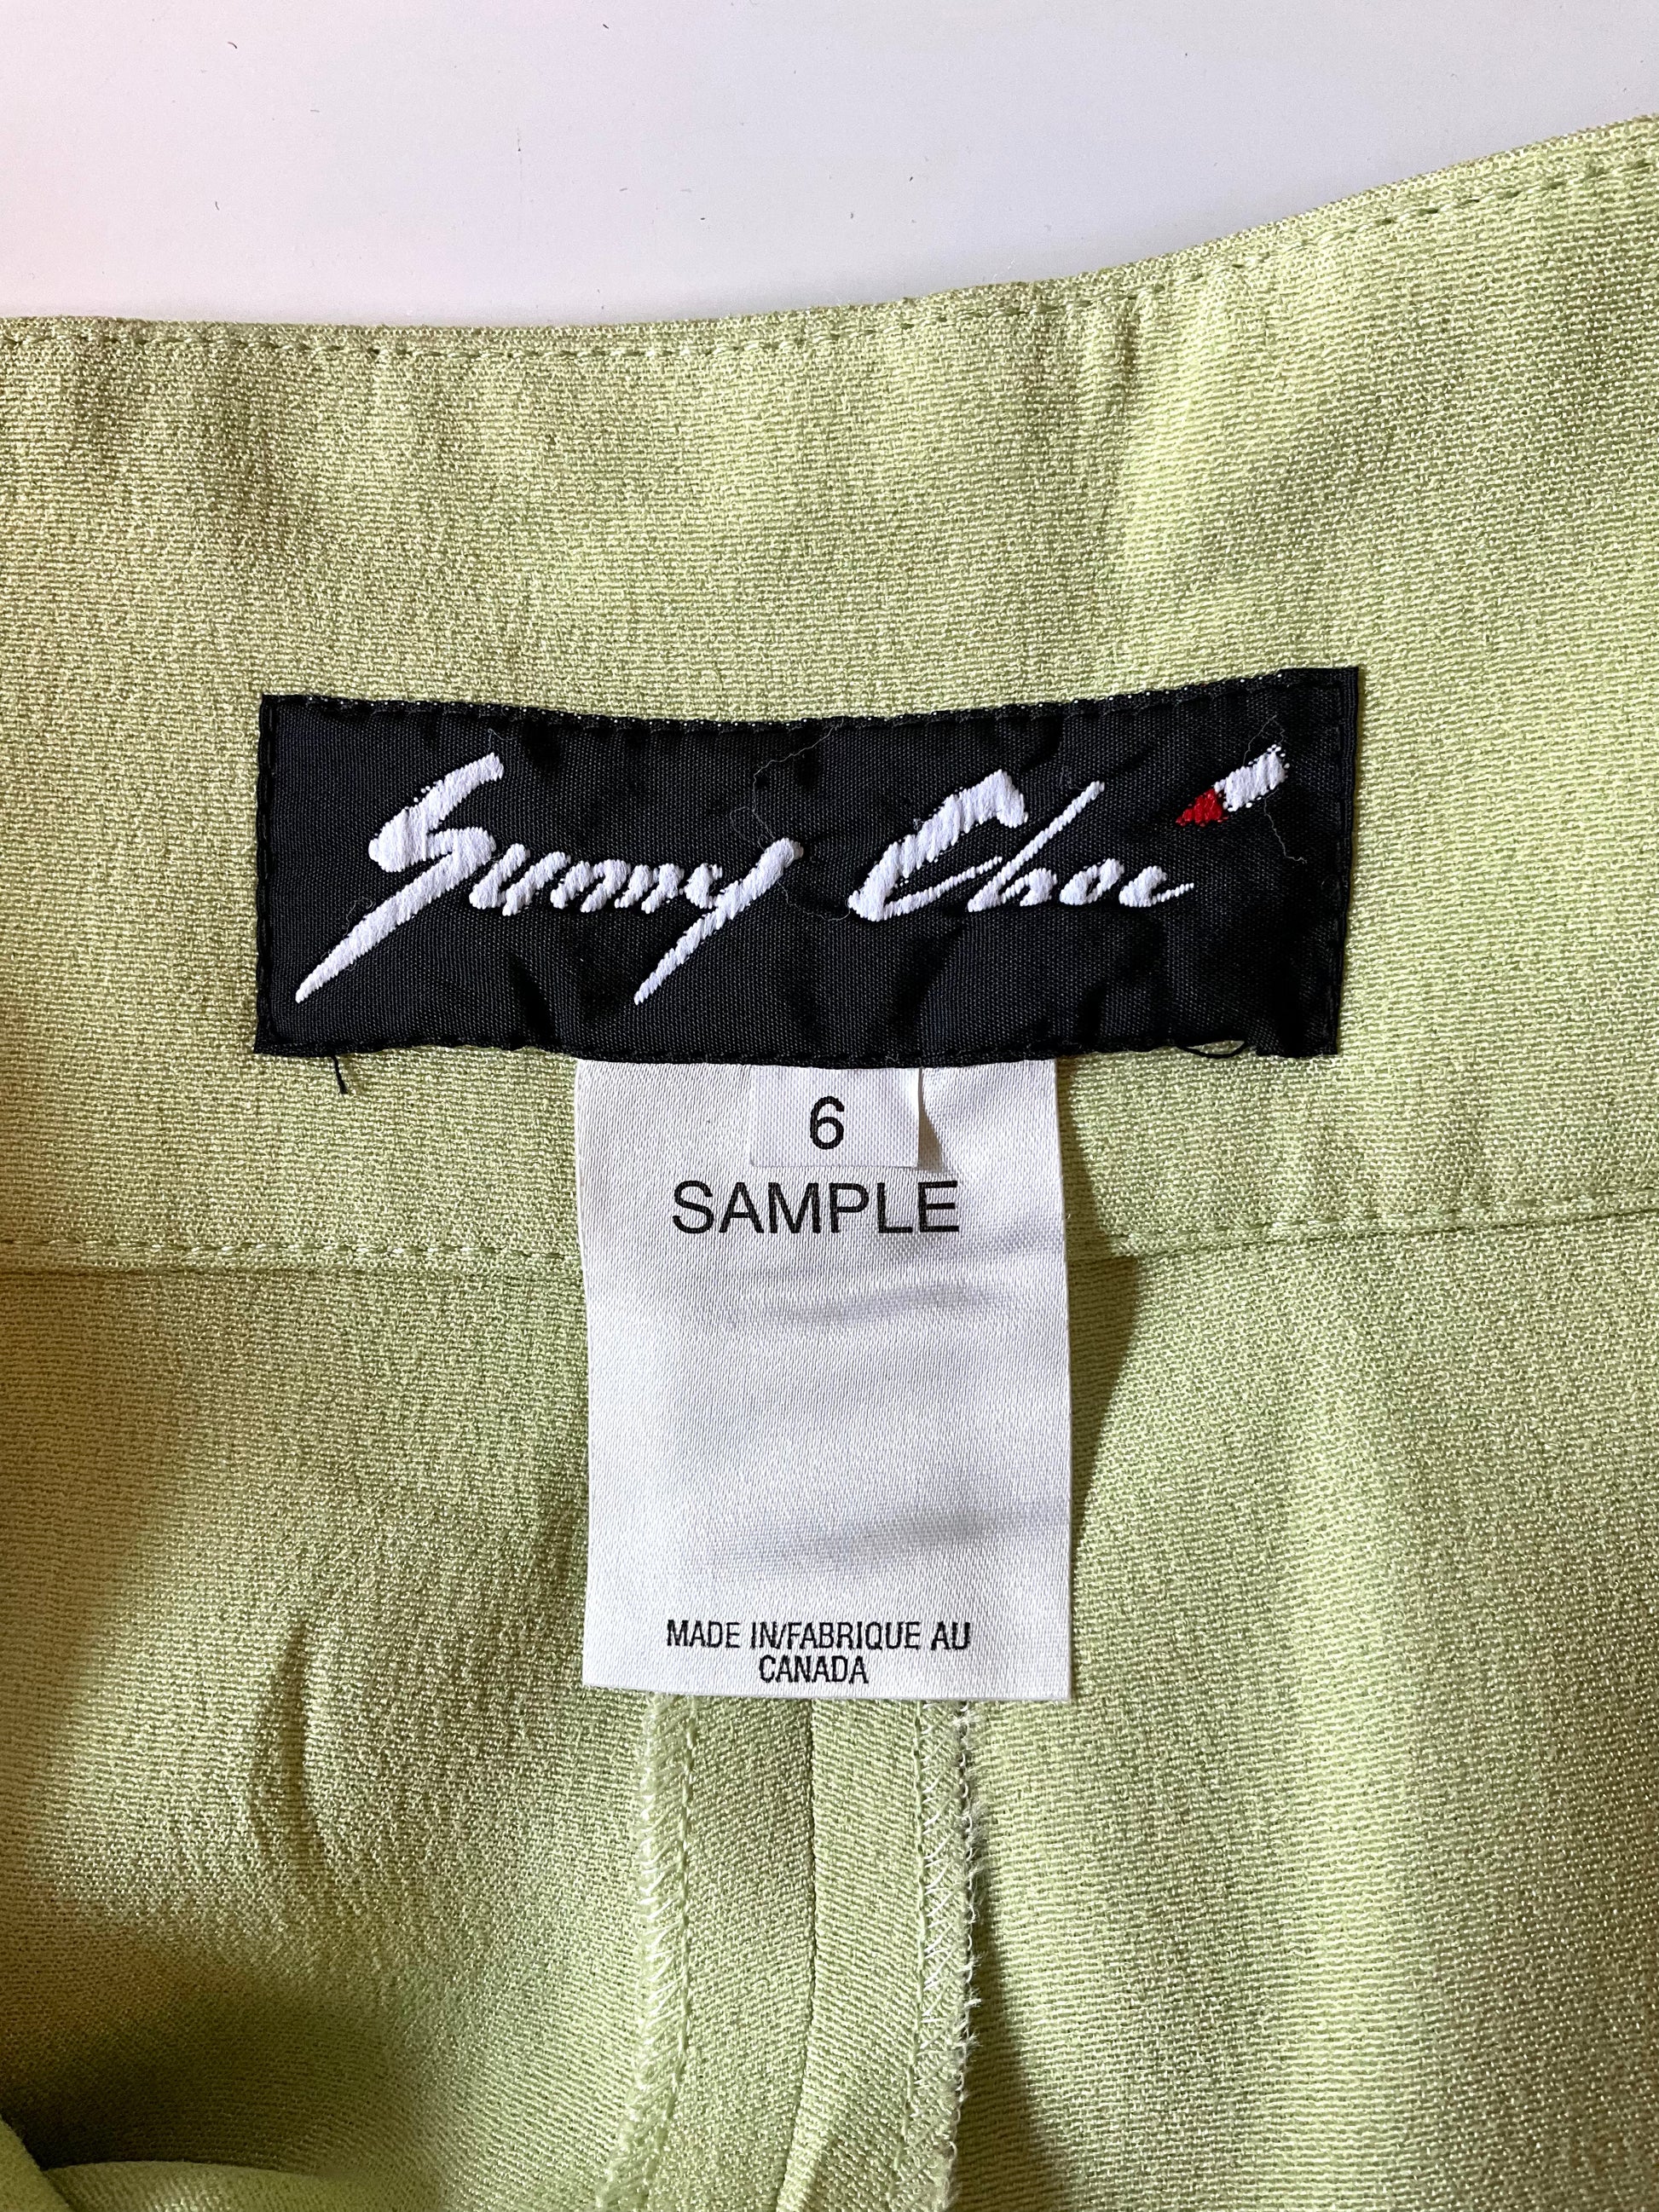 Sunny Choi
6
SAMPLE
MADE IN/FABRIQUE AU
CANADA